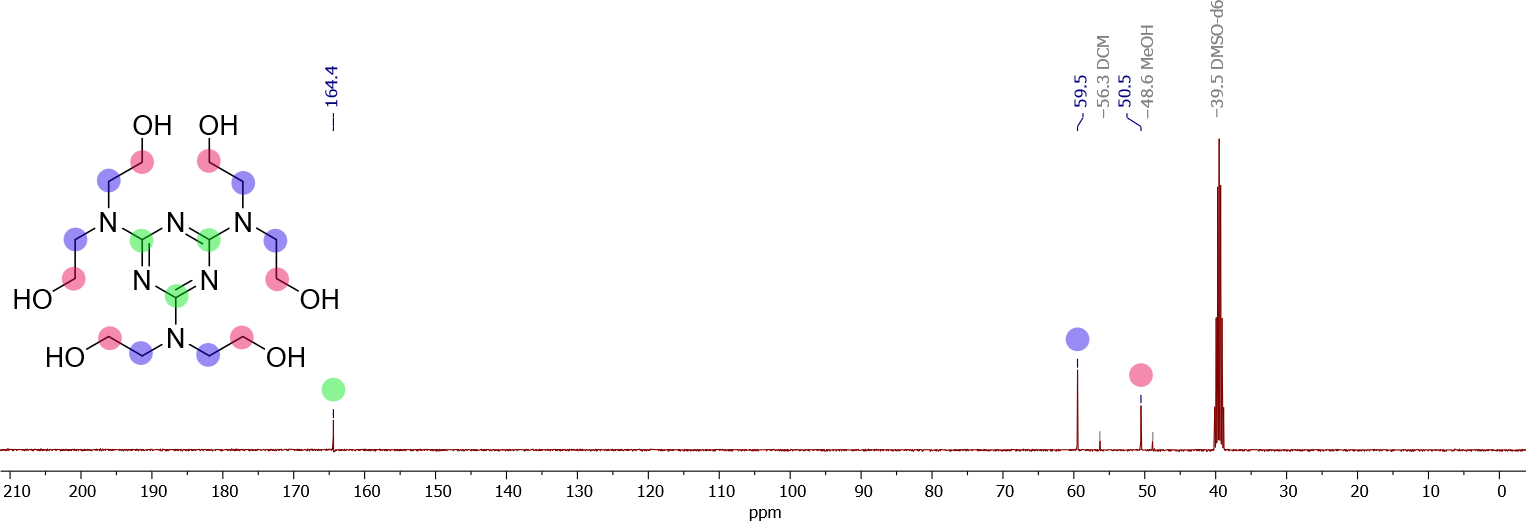 164.4
59.5
56.3 DCM
50.5
48.6 MeOH
39.5 DMSO-d6
OH OH
N N N
N N
HO OH
N
HO OH
210 200 190 180 170 160 150 140 130 120 110 100 90 80 70 60 50 40 30 20 10 0
ppm